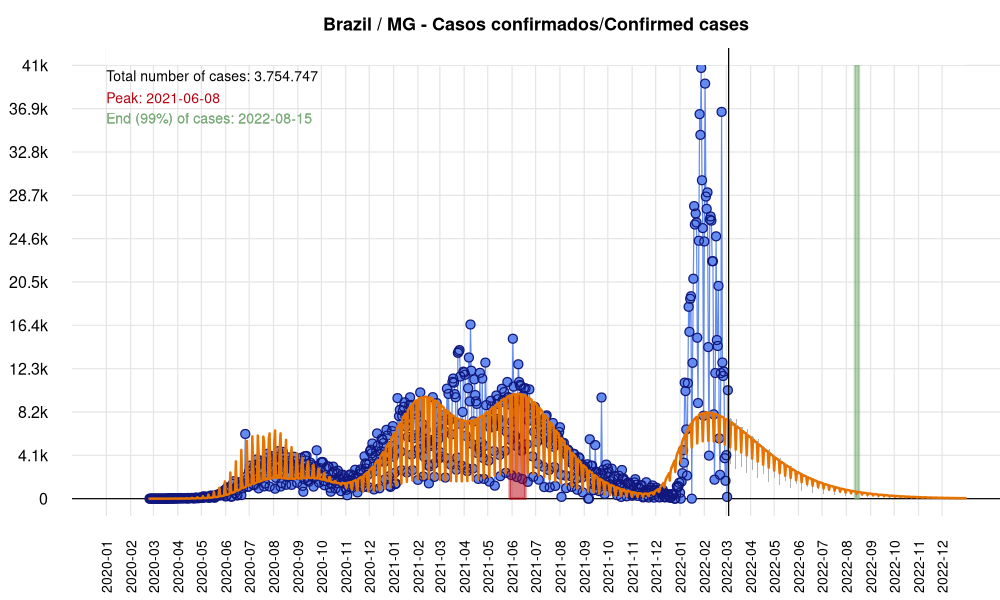 Brazil / MG - Casos confirmados/Confirmed cases
41k
36.9k
32.8k
28.7k
24.6k
20.5k
16.4k
12.3k
8.2k
4.1k
0
Total number of cases: 3.754.747
Peak: 2021-06-08
End (99%) of cases: 2022-08-15
2020-01
2020-02
2020-03
2020-04
2020-05
2020-06
2020-07
2020-08
2020-09
2020-10
2020-11
2020-12
2021-01
2021-02
2021-03
2021-04
2021-05
2021-06
2021-07
2021-08
2021-09
2021-10
2021-11
2021-12
2022-01
2022-02
2022-03
2022-04
2022-05
2022-06
2022-07
2022-08
2022-09
2022-10
2022-11
2022-12